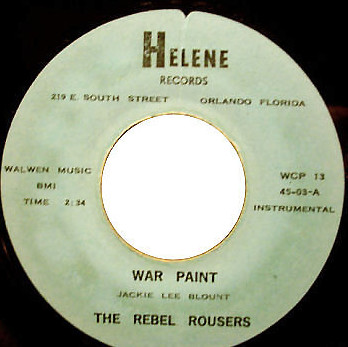 HELENE
RECORDS
219 E. SOUTH STREET ORLANDO FLORIDA
WALWEN MUSIC
BMI
TIME 2:34
WCP 13
45-03-A
INSTRUMENTAL
WAR PAINT
JACKIE LEE BLOUNT
THE REBEL ROUSERS